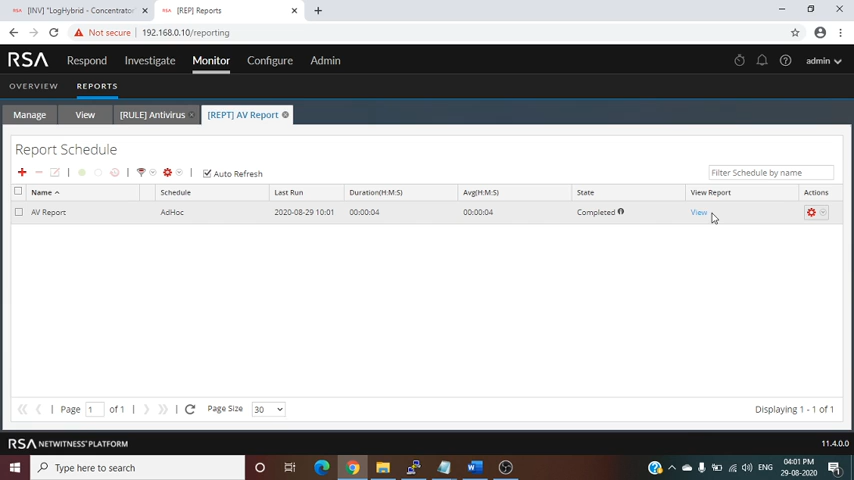 [INV] "LogHybrid - Concentrator
[REP] Reports
Not secure
192.168.0.10/reporting
RSA
Respond
Investigate
Monitor
Configure
Admin
admin
OVERVIEW
REPORTS
Manage
View
[RULE] Antivirus
[REPT] AV Report
Report Schedule
Auto Refresh
Filter Schedule by name
Name
Schedule
Last Run
Duration(H:M:S)
Avg(H:M:S)
State
View Report
Actions
AV Report
AdHoc
2020-08-29 10:01
00:00:04
00:00:04
Completed
View
Page 1 of 1
Page Size 30
Displaying 1 - 1 of 1
RSA NETWITNESS PLATFORM
11.4.0.0
Type here to search
ENG
04:01 PM
29-08-2020
1